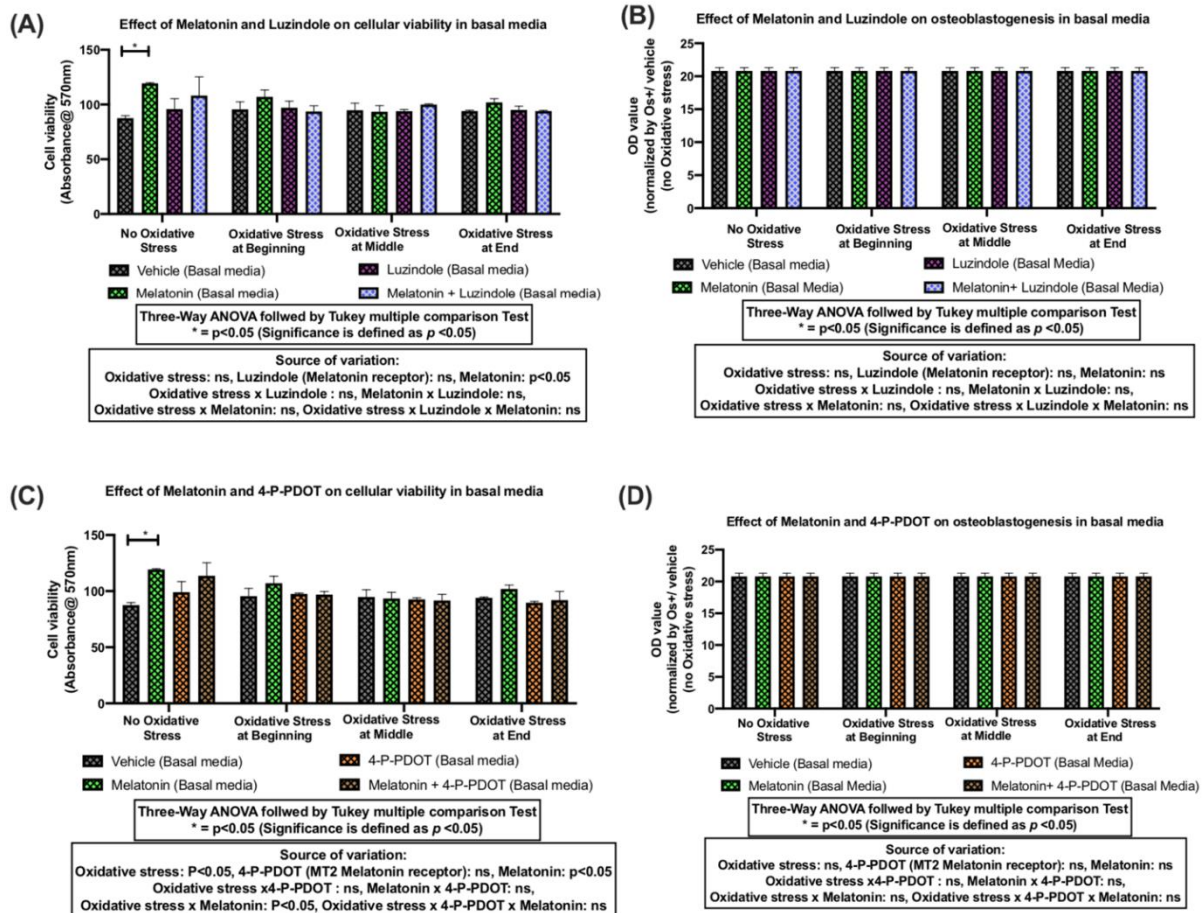 (A)
Effect of Melatonin and Luzindole on cellular viability in basal media
Cell viability
(Absorbance@ 570nm)
150
100
50
0
*
No Oxidative
Stress
Oxidative Stress
at Beginning
Oxidative Stress
at Middle
Oxidative Stress
at End
Vehicle (Basal media)
Luzindole (Basal media)
Melatonin (Basal media)
Melatonin + Luzindole (Basal media)
Three-Way ANOVA follwed by Tukey multiple comparison Test
* = p<0.05 (Significance is defined as p <0.05)
Source of variation:
Oxidative stress: ns, Luzindole (Melatonin receptor): ns, Melatonin: p<0.05
Oxidative stress x Luzindole : ns, Melatonin x Luzindole: ns,
Oxidative stress x Melatonin: ns, Oxidative stress x Luzindole x Melatonin: ns
(B)
Effect of Melatonin and Luzindole on osteoblastogenesis in basal media
OD value
(normalized by Os+/ vehicle
(no Oxidative stress)
25
20
15
10
5
0
No Oxidative
Stress
Oxidative Stress
at Beginning
Oxidative Stress
at Middle
Oxidative Stress
at End
Vehicle (Basal media)
Luzindole (Basal Media)
Melatonin (Basal Media)
Melatonin+ Luzindole (Basal Media)
Three-Way ANOVA follwed by Tukey multiple comparison Test
* = p<0.05 (Significance is defined as p <0.05)
Source of variation:
Oxidative stress: ns, Luzindole (Melatonin receptor): ns, Melatonin: ns
Oxidative stress x Luzindole : ns, Melatonin x Luzindole: ns,
Oxidative stress x Melatonin: ns, Oxidative stress x Luzindole x Melatonin: ns
(C)
Effect of Melatonin and 4-P-PDOT on cellular viability in basal media
Cell viability
(Absorbance@ 570nm)
150
100
50
0
*
No Oxidative
Stress
Oxidative Stress
at Beginning
Oxidative Stress
at Middle
Oxidative Stress
at End
Vehicle (Basal media)
4-P-PDOT (Basal media)
Melatonin (Basal media)
Melatonin + 4-P-PDOT (Basal media)
Three-Way ANOVA follwed by Tukey multiple comparison Test
* = p<0.05 (Significance is defined as p <0.05)
Source of variation:
Oxidative stress: P<0.05, 4-P-PDOT (MT2 Melatonin receptor): ns, Melatonin: p<0.05
Oxidative stress x4-P-PDOT : ns, Melatonin x 4-P-PDOT: ns,
Oxidative stress x Melatonin: P<0.05, Oxidative stress x 4-P-PDOT x Melatonin: ns
(D)
Effect of Melatonin and 4-P-PDOT on osteoblastogenesis in basal media
OD value
(normalized by Os+/ vehicle
(no Oxidative stress)
25
20
15
10
5
0
No Oxidative
Stress
Oxidative Stress
at Beginning
Oxidative Stress
at Middle
Oxidative Stress
at End
Vehicle (Basal media)
4-P-PDOT (Basal Media)
Melatonin (Basal Media)
Melatonin+ 4-P-PDOT (Basal Media)
Three-Way ANOVA follwed by Tukey multiple comparison Test
* = p<0.05 (Significance is defined as p <0.05)
Source of variation:
Oxidative stress: ns, 4-P-PDOT (MT2 Melatonin receptor): ns, Melatonin: ns
Oxidative stress x4-P-PDOT : ns, Melatonin x 4-P-PDOT: ns,
Oxidative stress x Melatonin: ns, Oxidative stress x 4-P-PDOT x Melatonin: ns